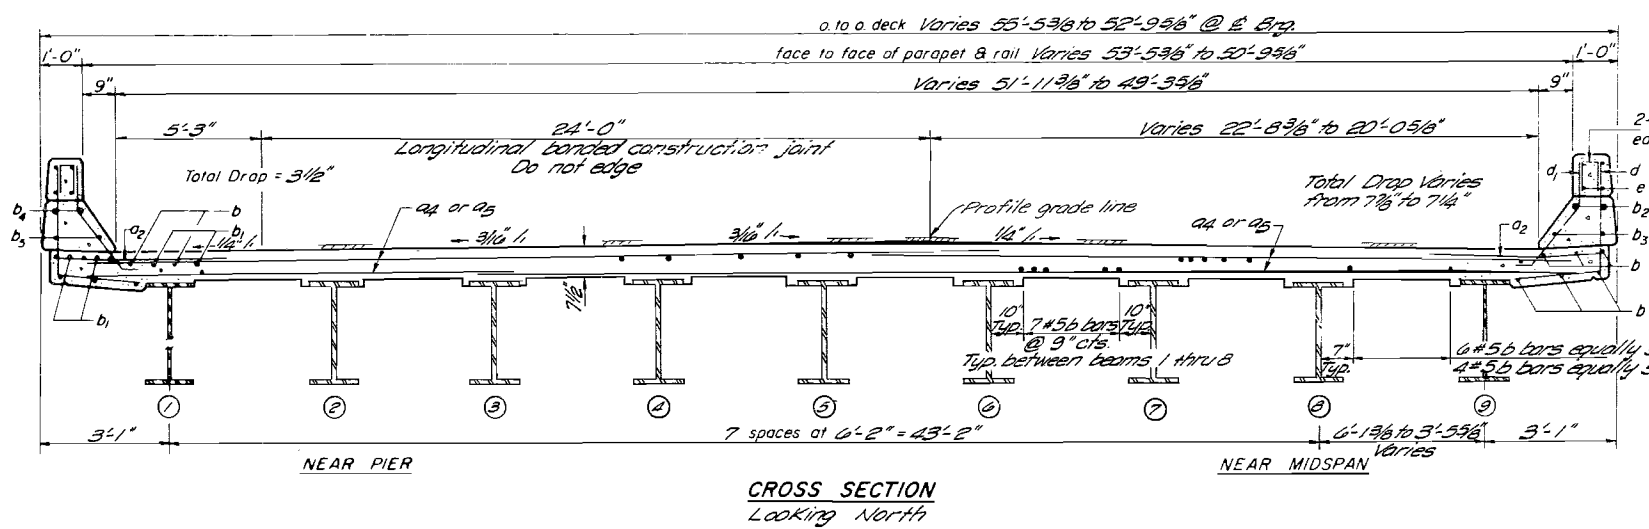 o. to o. deck Varies 55'-5 3/8" to 52'-9 5/8" @ ℄ Brg.
1'-0"
face to face of parapet & rail Varies 53'-5 3/8" to 50'-9 5/8"
1'-0"
9"
Varies 51'-11 3/8" to 49'-3 5/8"
9"
5'-3"
24'-0"
Varies 22'-8 3/8" to 20'-0 5/8"
Longitudinal bonded construction joint
Do not edge
Total Drop = 3 1/2"
Total Drop Varies
from 7 7/8" to 7 1/4"
d1
d
e
b4
b5
a2
b
b1
1/4"/1
a4 or a5
3/16"/1
3/16"/1
Profile grade line
1/4"/1
a4 or a5
a2
b2
b3
b
b
b1
7 1/2"
10"
Typ.
7 #5 b bars
@ 9" cts.
10"
Typ.
Typ. between beams 1 thru 8
7"
Typ.
6 #5 b bars equally
4 #5 b bars equally
1
2
3
4
5
6
7
8
9
3'-1"
7 spaces at 6'-2" = 43'-2"
6'-1 3/8" to 3'-5 5/8"
Varies
3'-1"
NEAR PIER
NEAR MIDSPAN
CROSS SECTION
Looking North